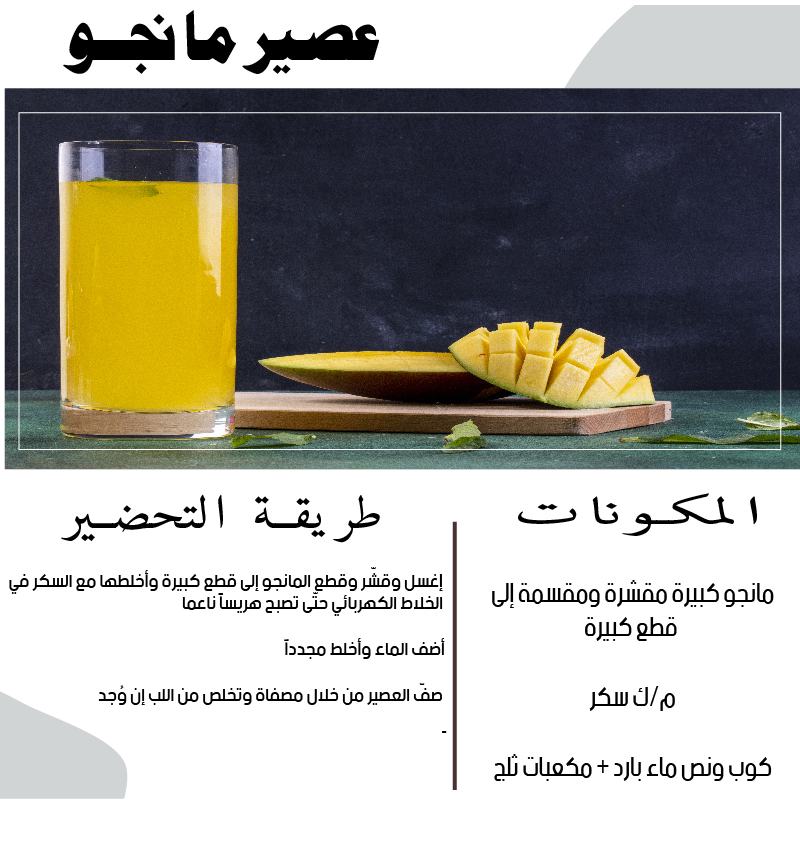 عصير مانجو
المكونات
مانجو كبيرة مقشرة ومقسمة إلى
قطع كبيرة
م/ك سكر
كوب ونص ماء بارد + مكعبات ثلج
طريقة التحضير
إغسل وقشّر وقطع المانجو إلى قطع كبيرة وأخلطها مع السكر في
الخلاط الكهربائي حتّى تصبح هريساً ناعما
أضف الماء وأخلط مجدداً
صفّ العصير من خلال مصفاة وتخلص من اللب إن وُجد
-